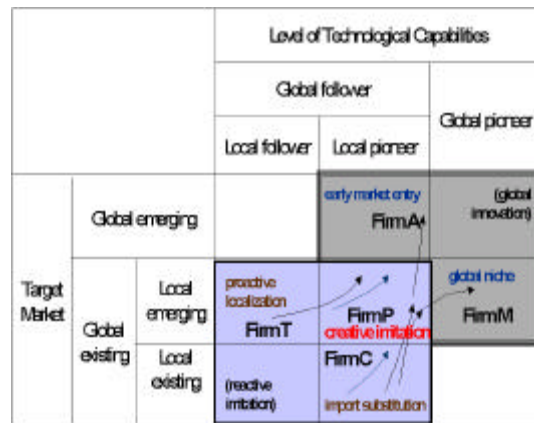 Level of Technological Capabilities
Global follower
Global pioneer
Local follower
Local pioneer
Target
Market
Global emerging
early market entry
FirmA
(global
innovation)
Global
existing
Local
emerging
proactive
localization
FirmT
FirmP
creative imitation
global niche
FirmM
Local
existing
(reactive
imitation)
FirmC
import substitution